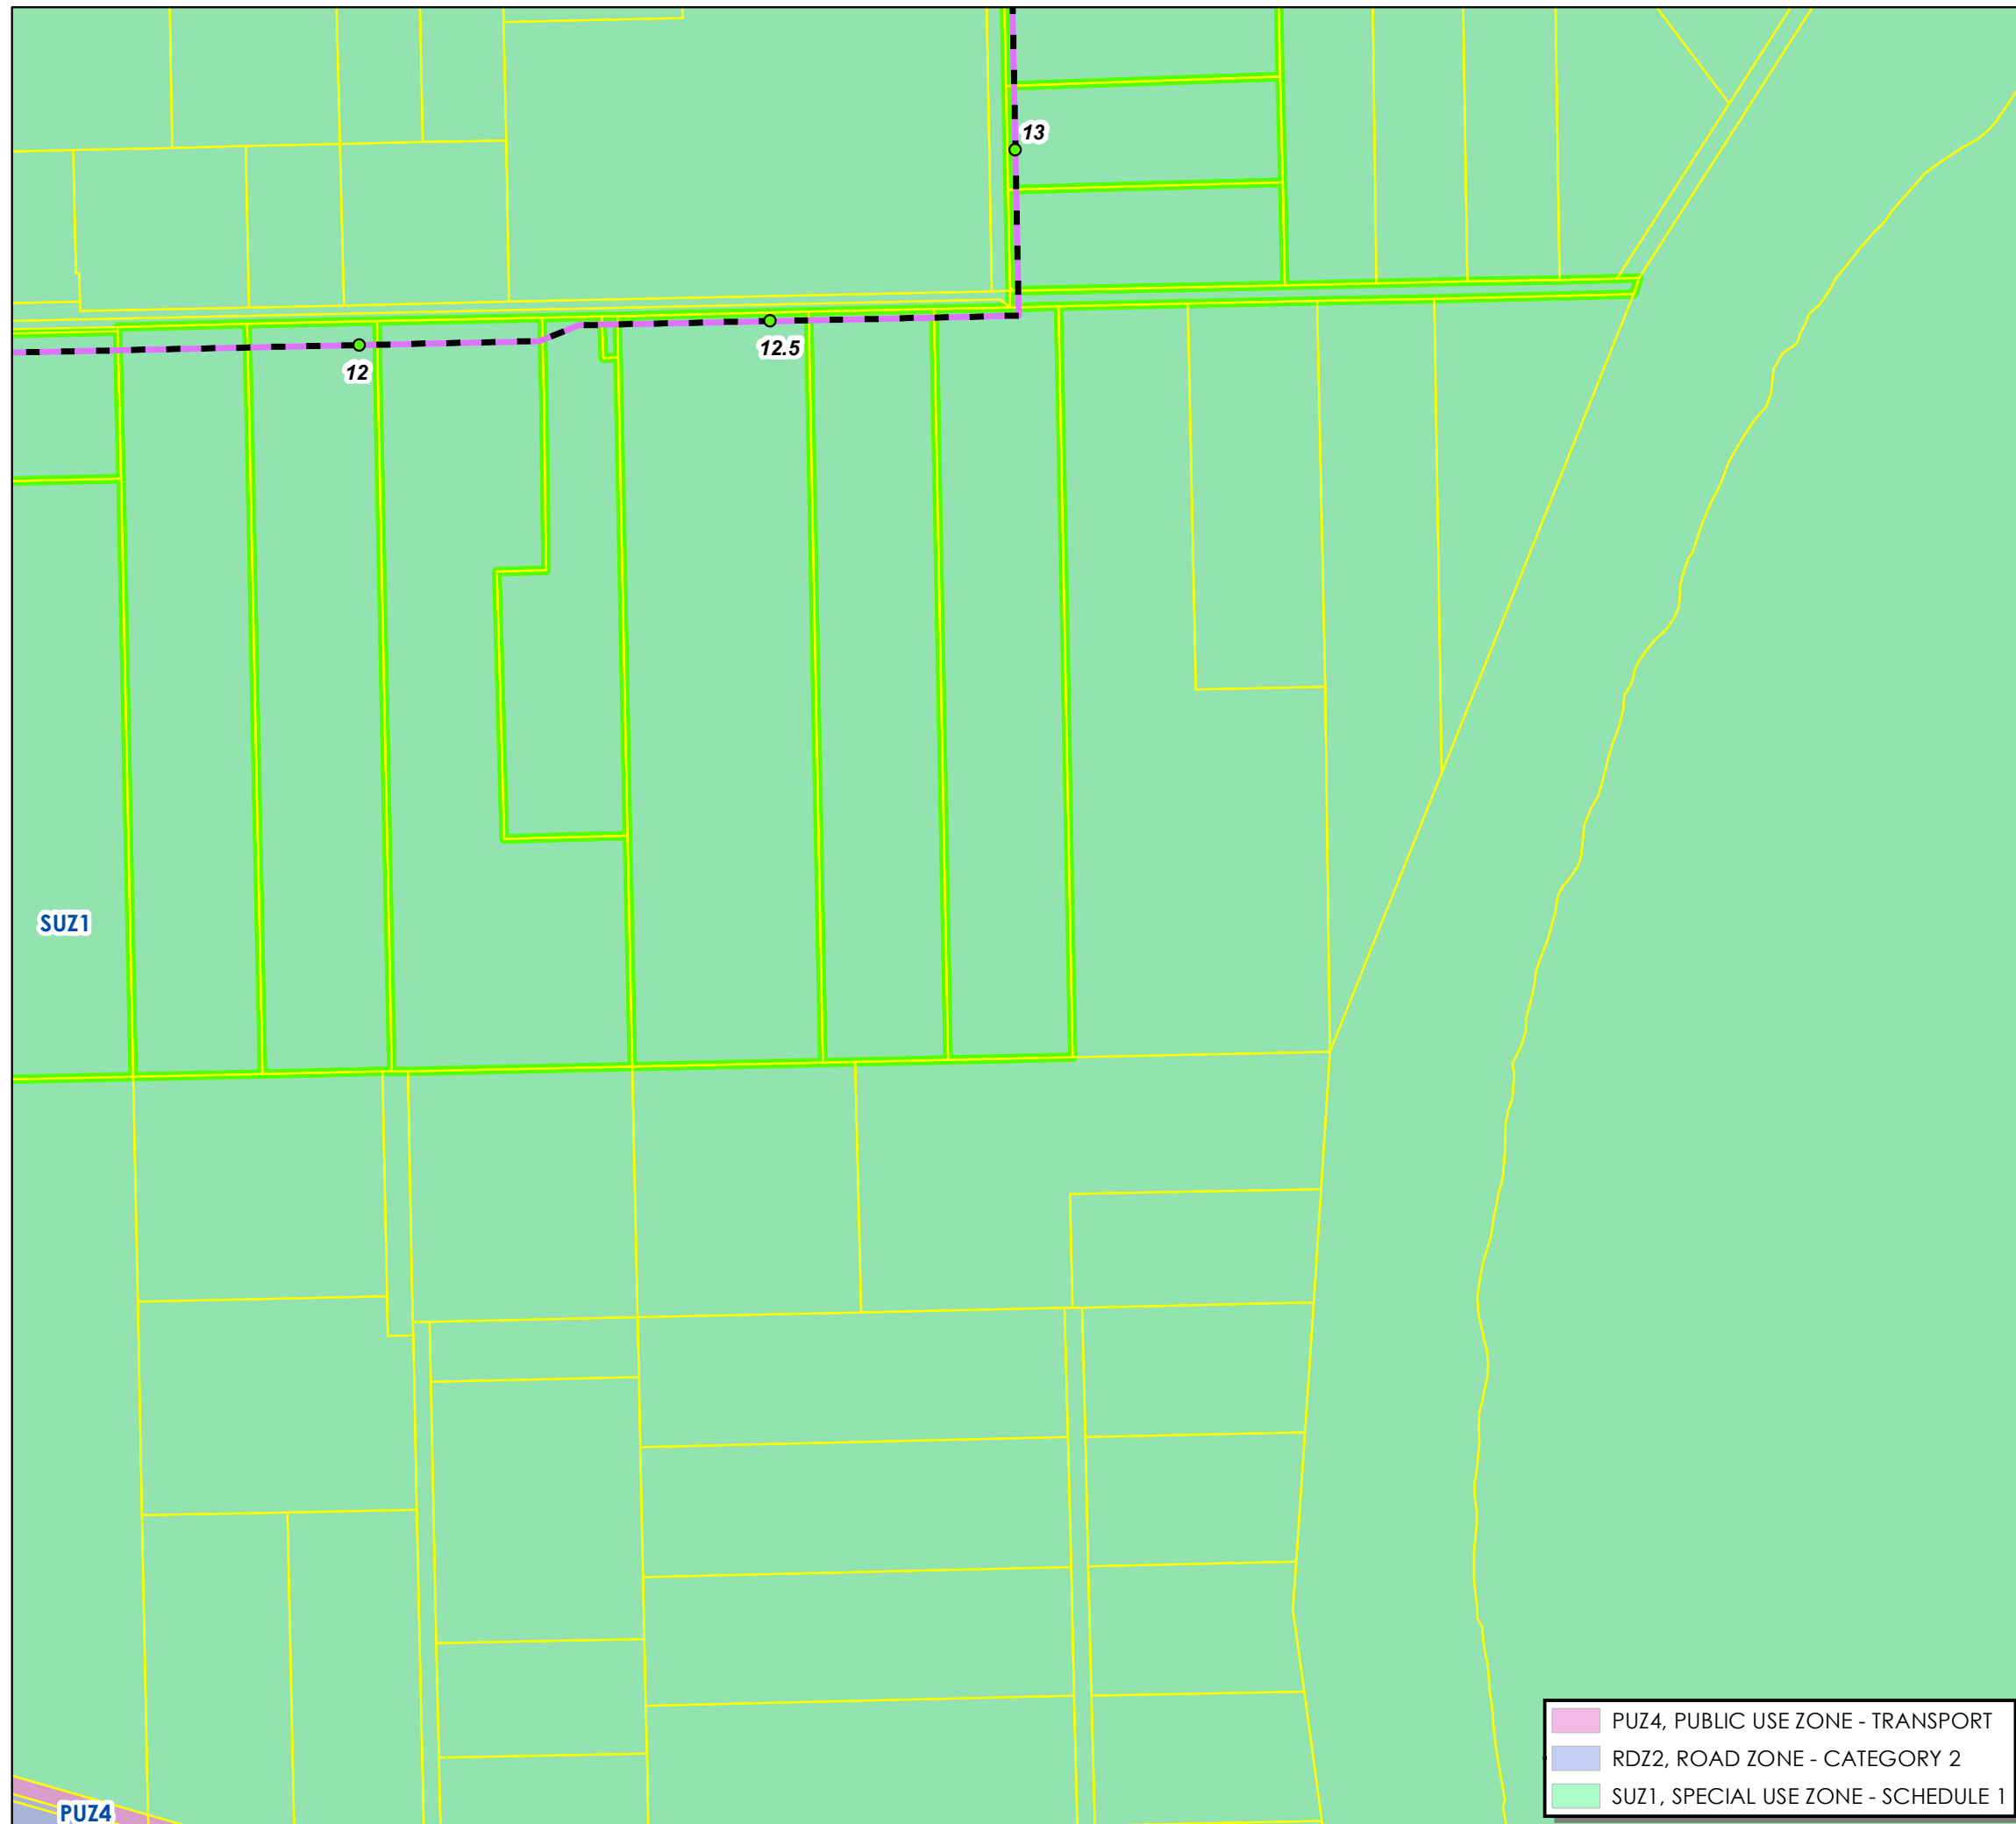 13
12.5
12
SUZ1
PUZ4
PUZ4, PUBLIC USE ZONE - TRANSPORT
RDZ2, ROAD ZONE - CATEGORY 2
SUZ1, SPECIAL USE ZONE - SCHEDULE 1